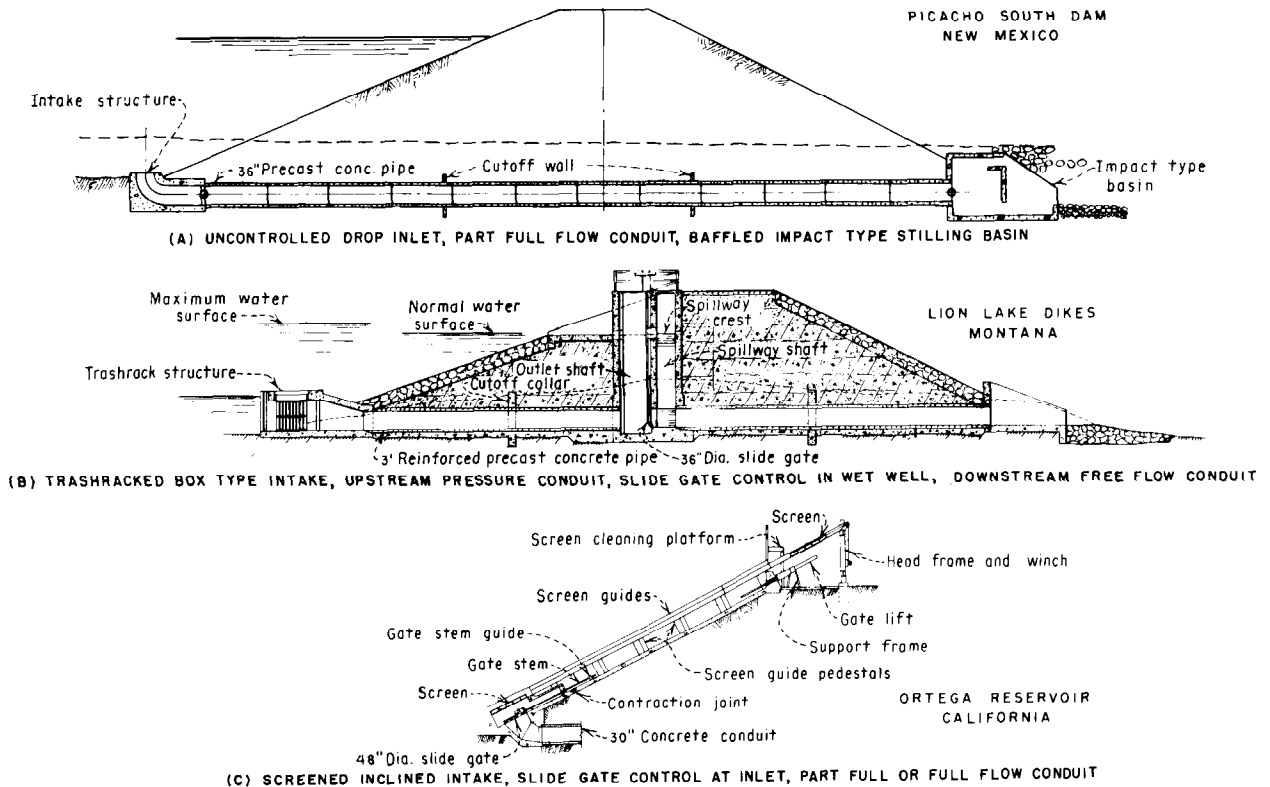 PICACHO SOUTH DAM
NEW MEXICO
Intake structure
36" Precast conc. pipe
Cutoff wall
Impact type
basin
(A) UNCONTROLLED DROP INLET, PART FULL FLOW CONDUIT, BAFFLED IMPACT TYPE STILLING BASIN
Maximum water
surface
Normal water
surface
Spillway
crest
LION LAKE DIKES
MONTANA
Trashrack structure
Outlet shaft
Spillway shaft
Cutoff collar
3' Reinforced precast concrete pipe
36" Dia. slide gate
(B) TRASHRACKED BOX TYPE INTAKE, UPSTREAM PRESSURE CONDUIT, SLIDE GATE CONTROL IN WET WELL, DOWNSTREAM FREE FLOW CONDUIT
Screen
Screen cleaning platform
Head frame and winch
Screen guides
Gate lift
Gate stem guide
Support frame
Gate stem
Screen guide pedestals
Screen
Contraction joint
ORTEGA RESERVOIR
CALIFORNIA
30" Concrete conduit
48" Dia. slide gate
(C) SCREENED INCLINED INTAKE, SLIDE GATE CONTROL AT INLET, PART FULL OR FULL FLOW CONDUIT